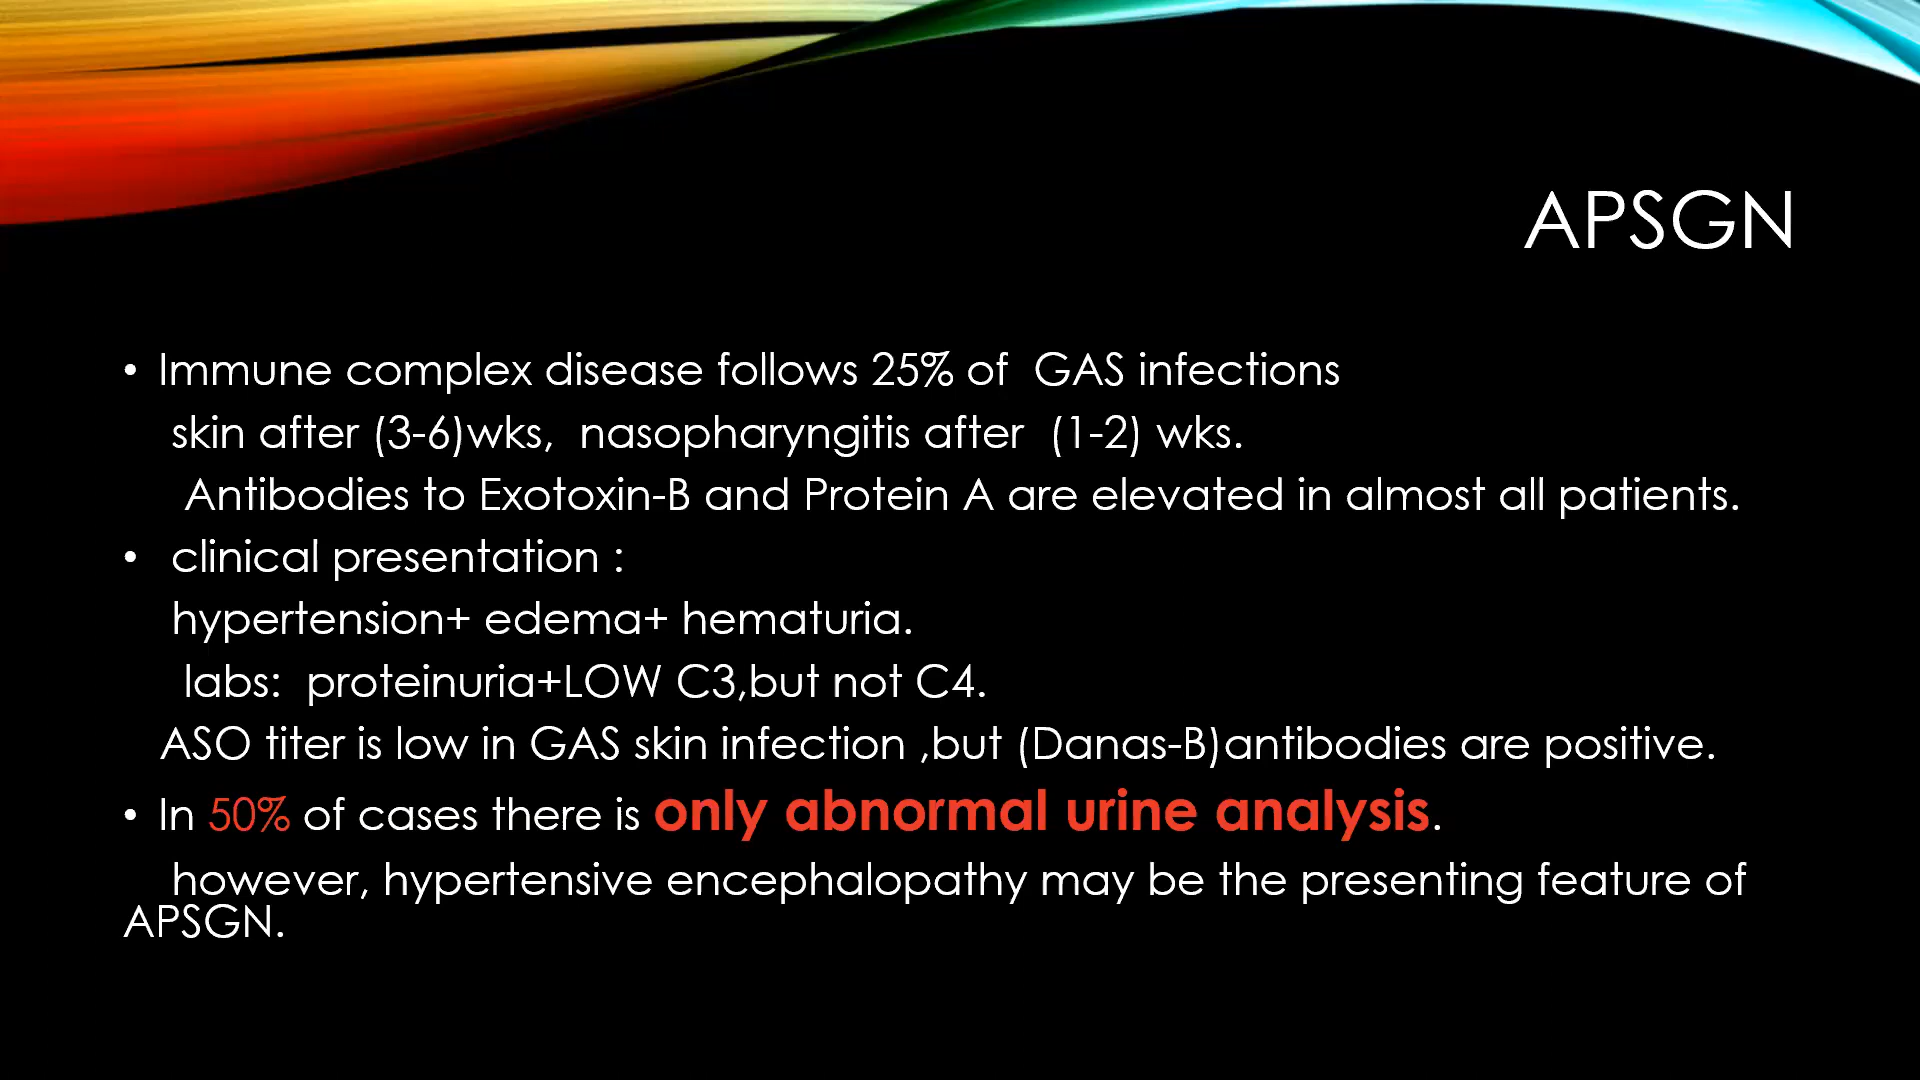 APSGN
• Immune complex disease follows 25% of  GAS infections
skin after (3-6)wks,  nasopharyngitis after  (1-2) wks.
Antibodies to Exotoxin-B and Protein A are elevated in almost all patients.
• clinical presentation :
hypertension+ edema+ hematuria.
labs:  proteinuria+LOW C3,but not C4.
ASO titer is low in GAS skin infection ,but (Danas-B)antibodies are positive.
• In 50% of cases there is only abnormal urine analysis.
however, hypertensive encephalopathy may be the presenting feature of
APSGN.